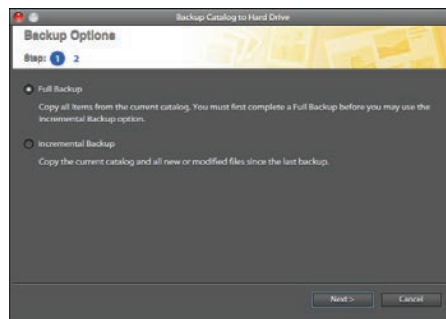 Backup Catalog to Hard Drive
Backup Options
Step: 1 2
Full Backup
Copy all items from the current catalog. You must first complete a Full Backup before you may use the
Incremental Backup option.
Incremental Backup
Copy the current catalog and all new or modified files since the last backup.
Next > Cancel